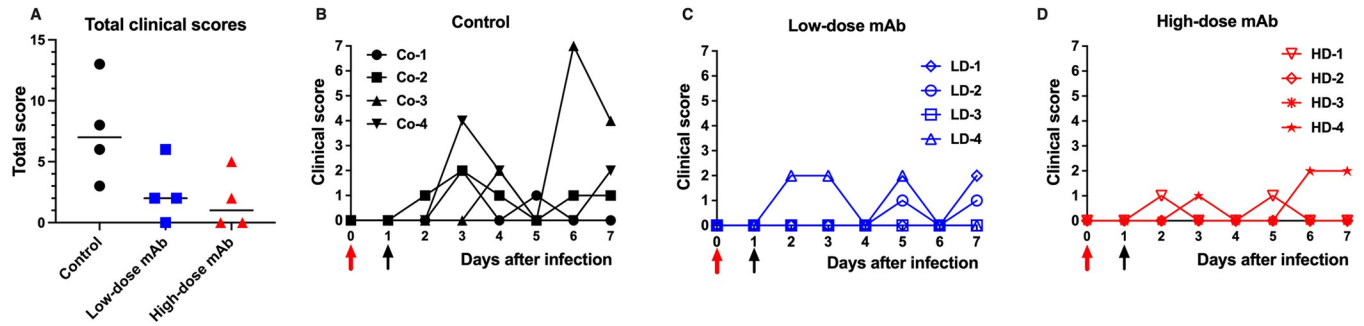 A
Total clinical scores
Total score
15
10
5
0
Control
Low-dose mAb
High-dose mAb
B
Control
Clinical score
7
6
5
4
3
2
1
0
Co-1
Co-2
Co-3
Co-4
0 1 2 3 4 5 6 7
Days after infection
C
Low-dose mAb
Clinical score
7
6
5
4
3
2
1
0
LD-1
LD-2
LD-3
LD-4
0 1 2 3 4 5 6 7
Days after infection
D
High-dose mAb
Clinical score
7
6
5
4
3
2
1
0
HD-1
HD-2
HD-3
HD-4
0 1 2 3 4 5 6 7
Days after infection